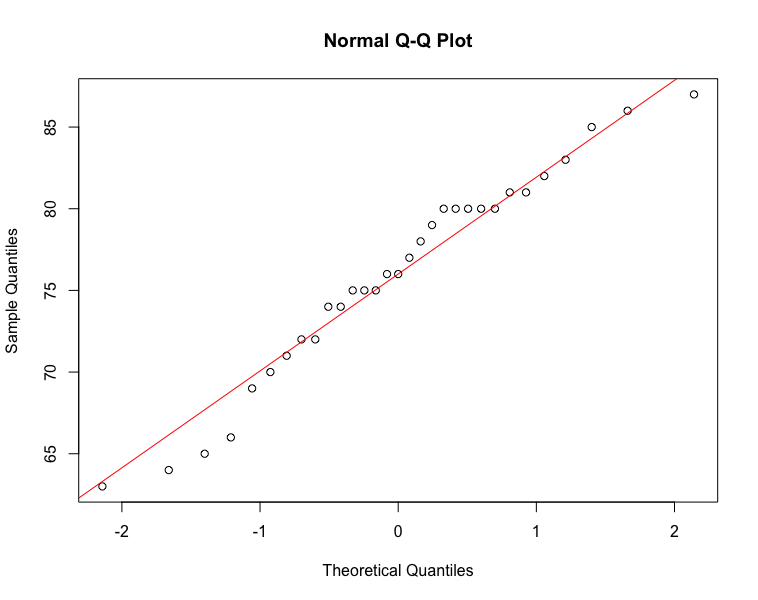 Normal Q-Q Plot
85
80
75
70
65
Sample Quantiles
-2 -1 0 1 2
Theoretical Quantiles